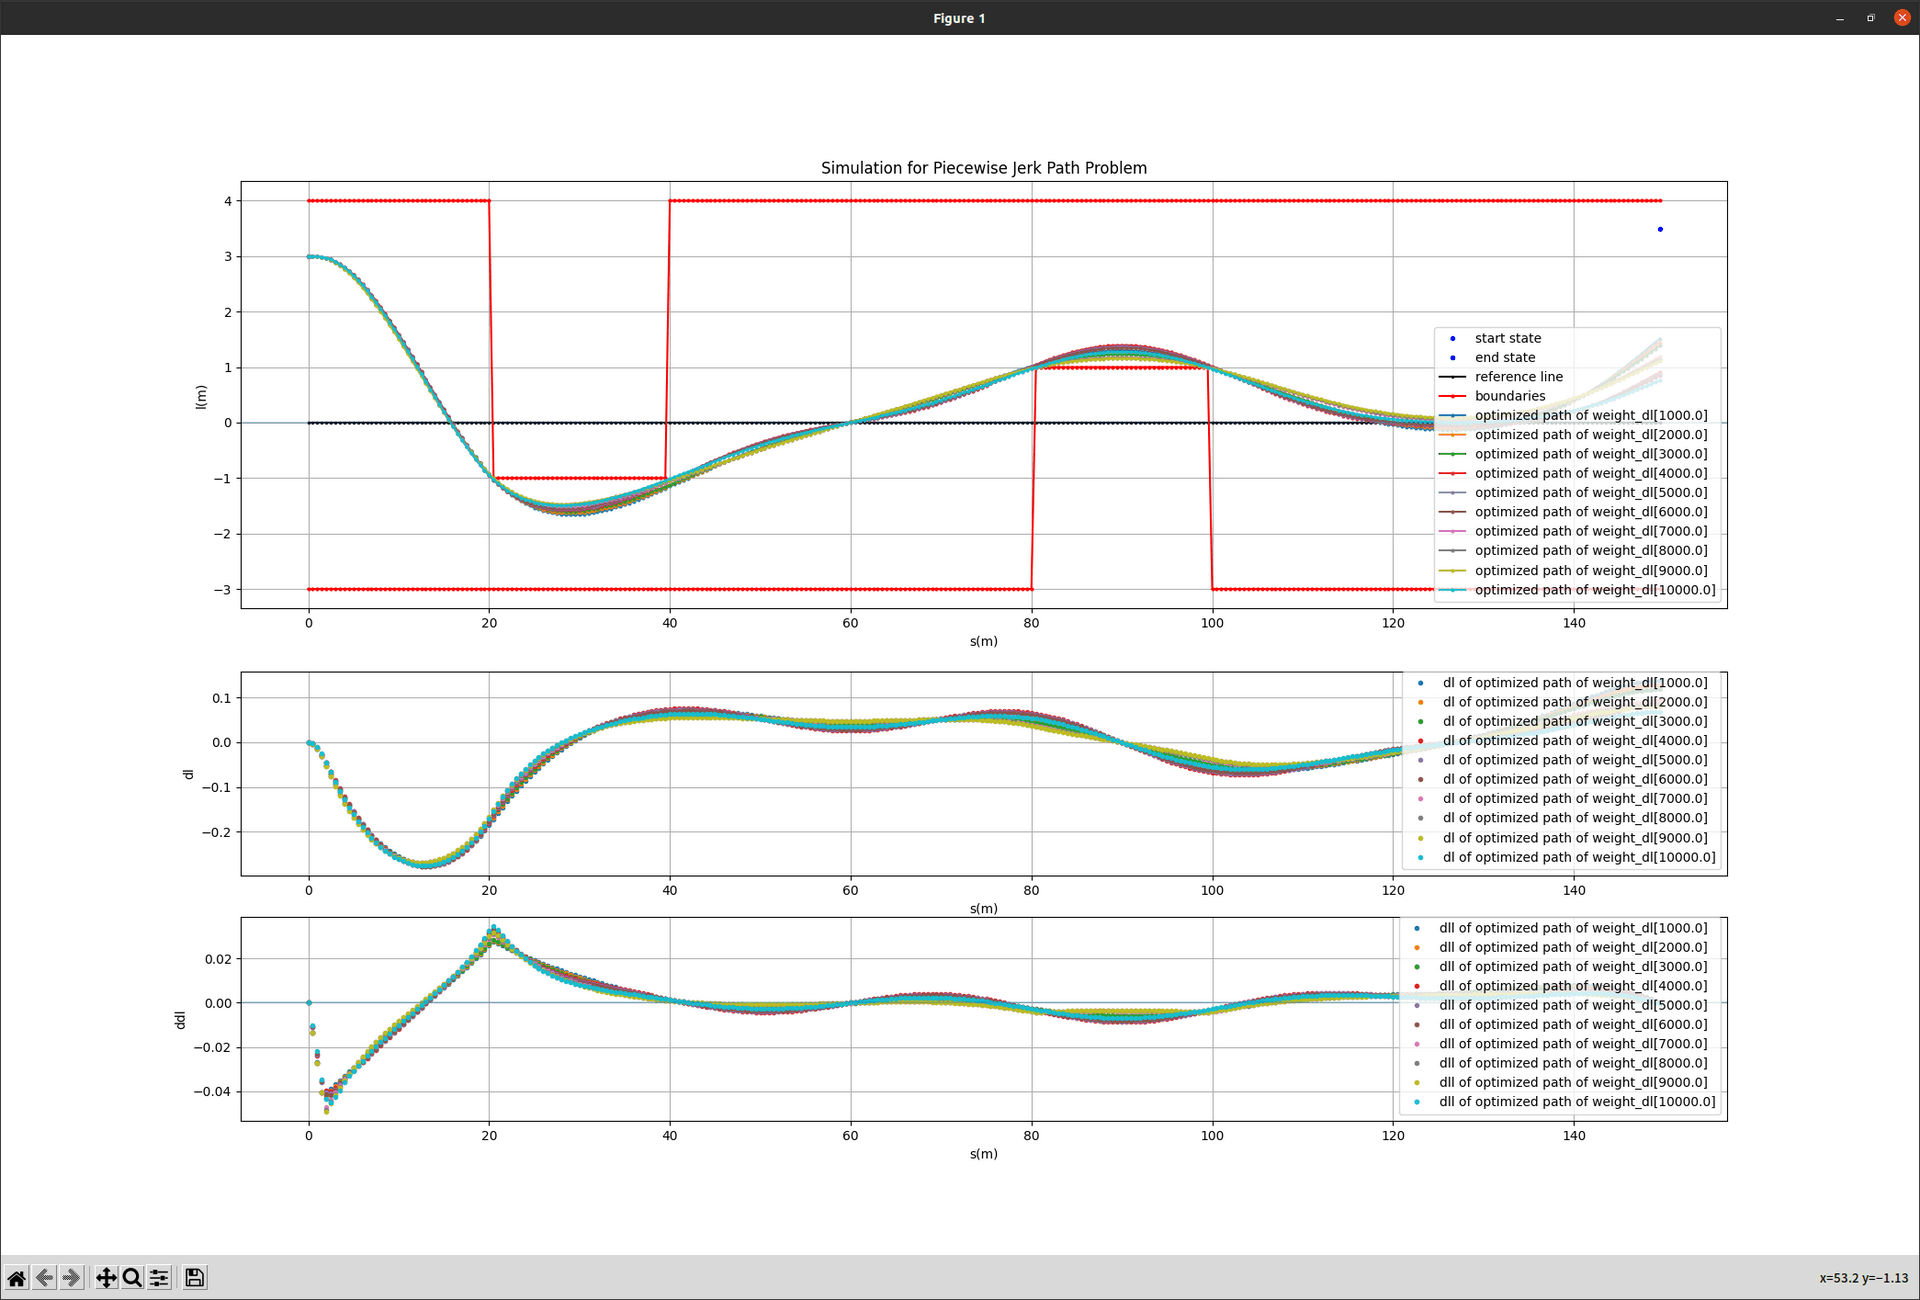 Figure 1
Simulation for Piecewise Jerk Path Problem
4
3
2
1
0
−1
−2
−3
l(m)
start state
end state
reference line
boundaries
optimized path of weight_dl[1000.0]
optimized path of weight_dl[2000.0]
optimized path of weight_dl[3000.0]
optimized path of weight_dl[4000.0]
optimized path of weight_dl[5000.0]
optimized path of weight_dl[6000.0]
optimized path of weight_dl[7000.0]
optimized path of weight_dl[8000.0]
optimized path of weight_dl[9000.0]
optimized path of weight_dl[10000.0]
0 20 40 60 80 100 120 140
s(m)
0.1
0.0
−0.1
−0.2
dl
dl of optimized path of weight_dl[1000.0]
dl of optimized path of weight_dl[2000.0]
dl of optimized path of weight_dl[3000.0]
dl of optimized path of weight_dl[4000.0]
dl of optimized path of weight_dl[5000.0]
dl of optimized path of weight_dl[6000.0]
dl of optimized path of weight_dl[7000.0]
dl of optimized path of weight_dl[8000.0]
dl of optimized path of weight_dl[9000.0]
dl of optimized path of weight_dl[10000.0]
0 20 40 60 80 100 120 140
s(m)
0.02
0.00
−0.02
−0.04
ddl
dll of optimized path of weight_dl[1000.0]
dll of optimized path of weight_dl[2000.0]
dll of optimized path of weight_dl[3000.0]
dll of optimized path of weight_dl[4000.0]
dll of optimized path of weight_dl[5000.0]
dll of optimized path of weight_dl[6000.0]
dll of optimized path of weight_dl[7000.0]
dll of optimized path of weight_dl[8000.0]
dll of optimized path of weight_dl[9000.0]
dll of optimized path of weight_dl[10000.0]
0 20 40 60 80 100 120 140
s(m)
x=53.2 y=−1.13